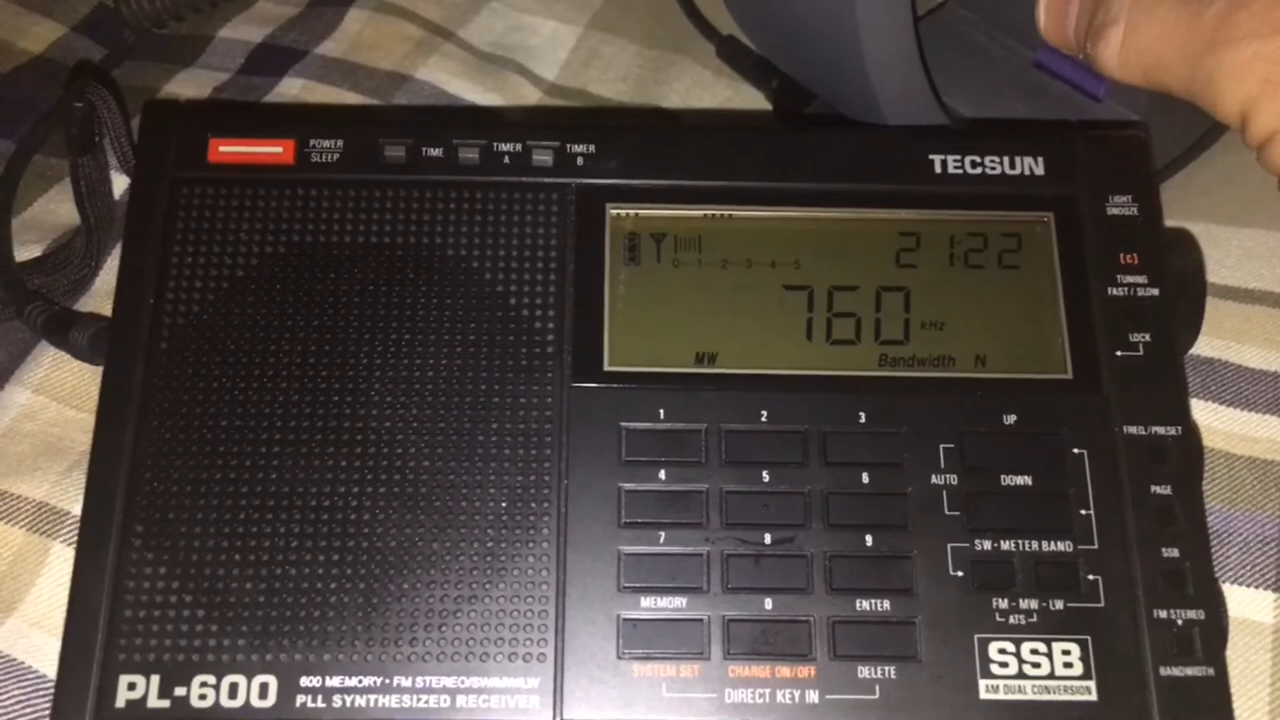 POWER
SLEEP
TIME
TIMER
A
TIMER
B
TECSUN
LIGHT
SNOOZE
21:22
0 1 2 3 4 5
760 kHz
MW
Bandwidth N
[C]
TUNING
FAST / SLOW
LOCK
1 2 3
UP
FREQ./PRESET
4 5 6
AUTO
DOWN
PAGE
7 8 9
SW - METER BAND
SSB
MEMORY 0 ENTER
FM - MW - LW
ATS
FM STEREO
BANDWIDTH
SYSTEM SET CHARGE ON/OFF DELETE
DIRECT KEY IN
SSB
AM DUAL CONVERSION
PL-600
600 MEMORY • FM STEREO/SW/MW/LW
PLL SYNTHESIZED RECEIVER